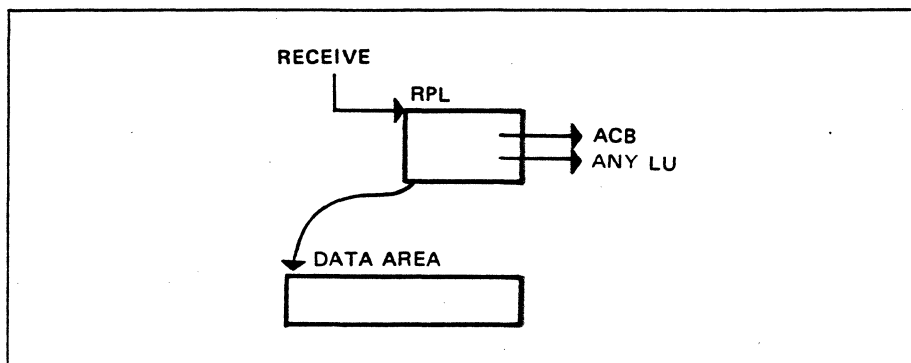 RECEIVE
RPL
ACB
ANY LU
DATA AREA